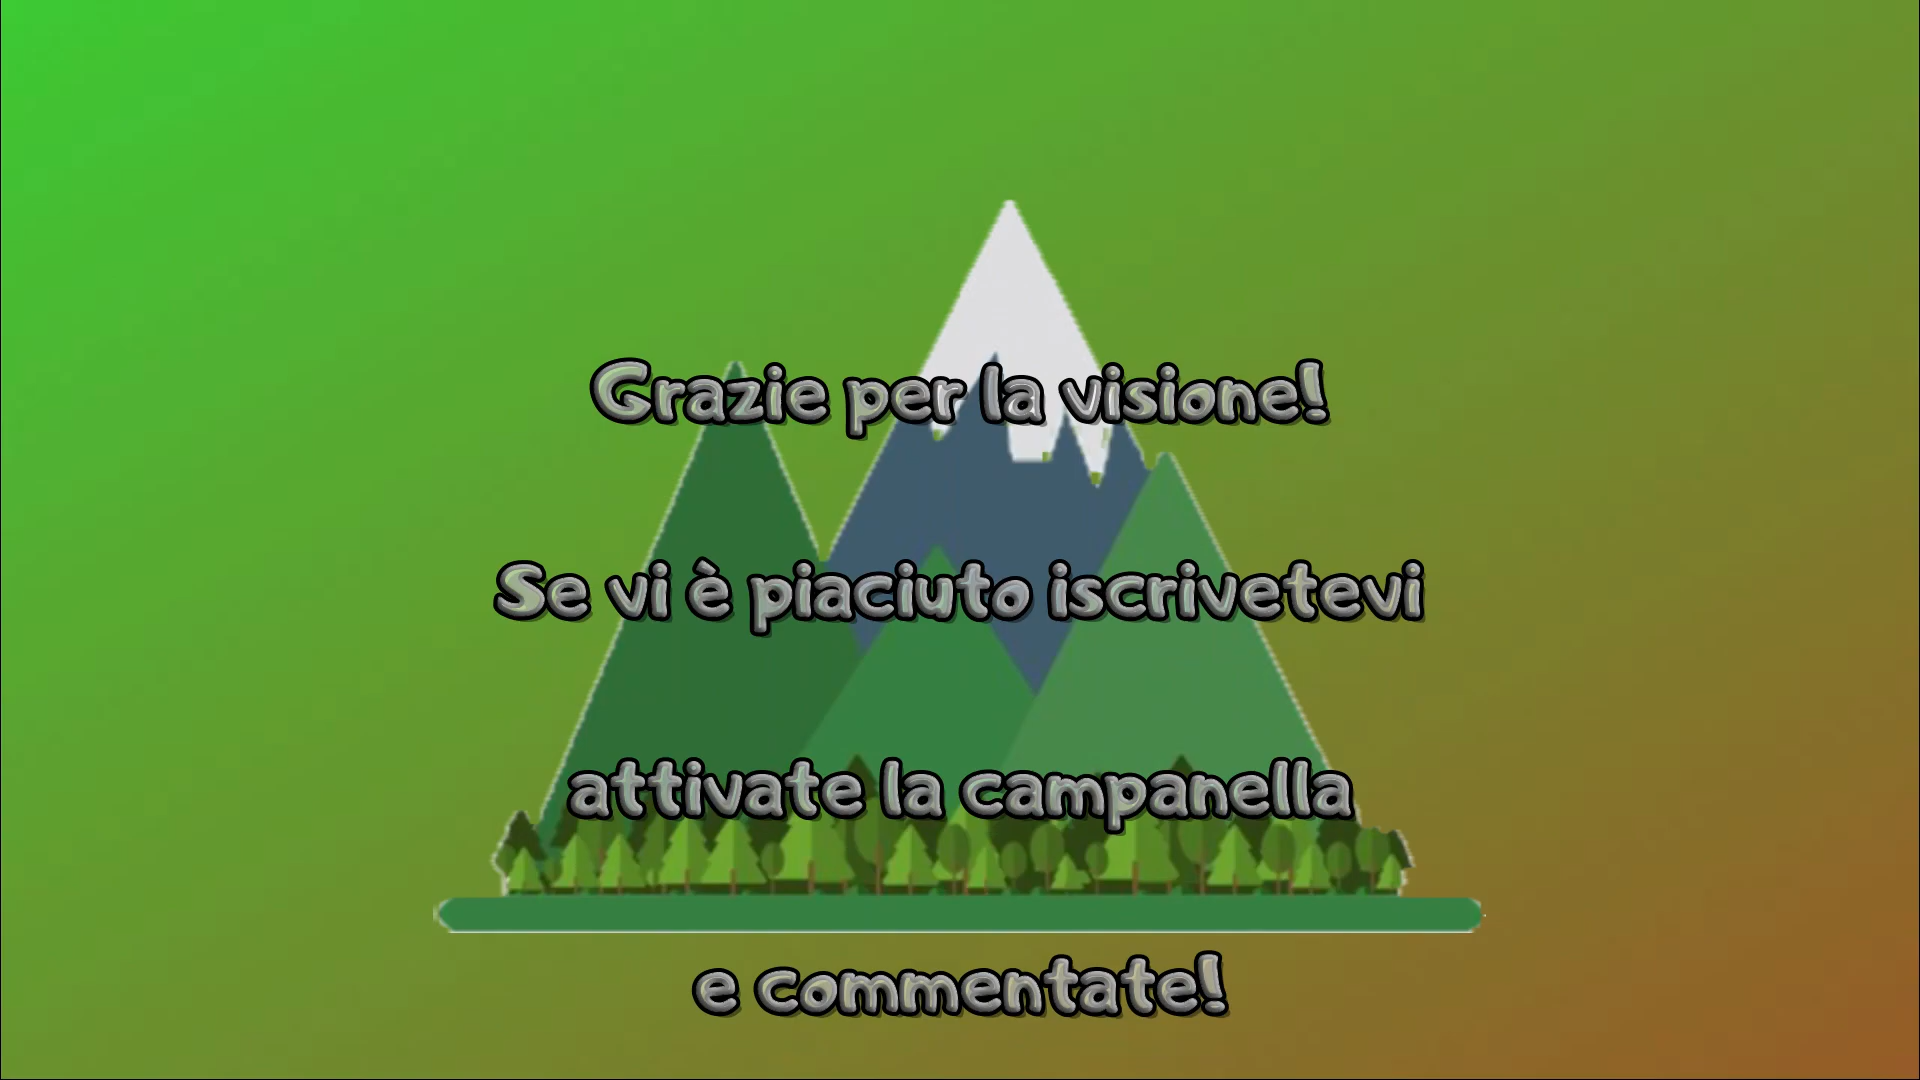 Grazie per la visione!
Se vi è piaciuto iscrivetevi
attivate la campanella
e commentate!